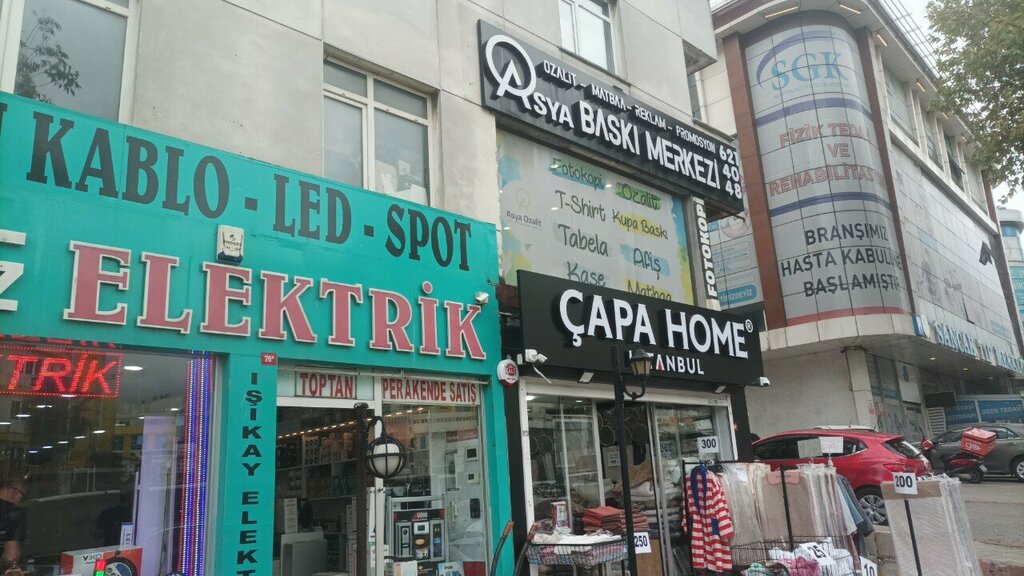 KABLO - LED - SPOT
Z ELEKTRİK
TRİK
TOPTAN
PERAKENDE SATIŞ
IŞIKAY ELEKT
OZALİT - MATBAA - REKLAM - PROMOSYON
ASYA BASKI MERKEZİ
621
40
48
Fotokopi Ozalit
T-Shirt Kupa Baskı
Tabela Afiş
Kaşe Matbaa
Asya Ozalit
FOTOKOPİ
ÇAPA HOME®
İSTANBUL
300
250
200
SGK
FİZİK TEDA
VE
REHABİLİTAS
BRANŞIMIZ
HASTA KABULÜNE
BAŞLAMIŞTIR